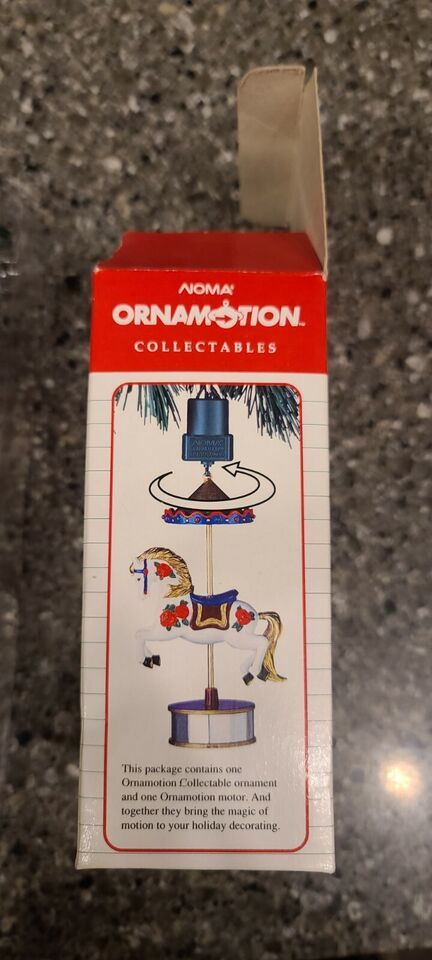 NOMA®
ORNAMOTION™
COLLECTABLES
NOMA
This package contains one
Ornamotion Collectable ornament
and one Ornamotion motor. And
together they bring the magic of
motion to your holiday decorating.